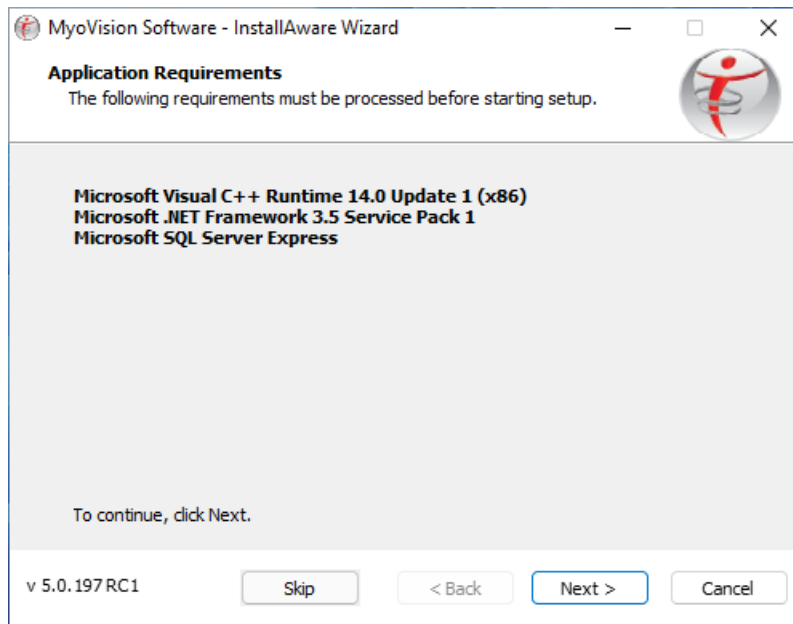 MyoVision Software - InstallAware Wizard
Application Requirements
The following requirements must be processed before starting setup.
Microsoft Visual C++ Runtime 14.0 Update 1 (x86)
Microsoft .NET Framework 3.5 Service Pack 1
Microsoft SQL Server Express
To continue, click Next.
v 5.0.197 RC1 Skip < Back Next > Cancel